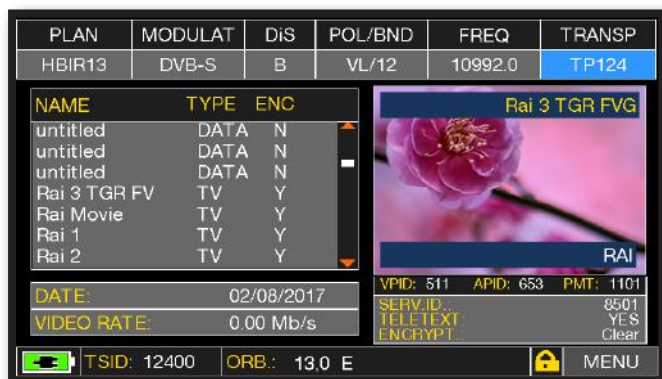 PLAN MODULAT DiS POL/BND FREQ TRANSP
HBIR13 DVB-S B VL/12 10992.0 TP124
NAME TYPE ENC
untitled DATA N
untitled DATA N
untitled DATA N
Rai 3 TGR FV TV Y
Rai Movie TV Y
Rai 1 TV Y
Rai 2 TV Y
DATE: 02/08/2017
VIDEO RATE: 0.00 Mb/s
Rai 3 TGR FVG
RAI
VPID: 511 APID: 653 PMT: 1101
SERV.ID.: 8501
TELETEXT: YES
ENCRYPT.: Clear
TSID: 12400 ORB.: 13.0 E MENU